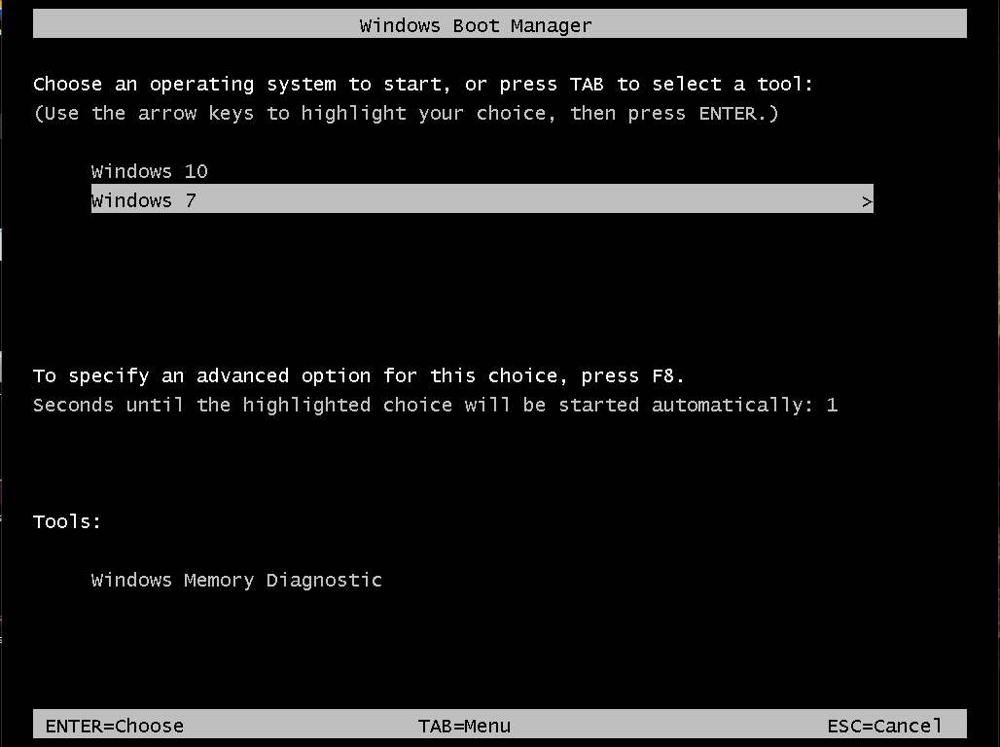 Windows Boot Manager
Choose an operating system to start, or press TAB to select a tool:
(Use the arrow keys to highlight your choice, then press ENTER.)
Windows 10
Windows 7 >
To specify an advanced option for this choice, press F8.
Seconds until the highlighted choice will be started automatically: 1
Tools:
Windows Memory Diagnostic
ENTER=Choose TAB=Menu ESC=Cancel